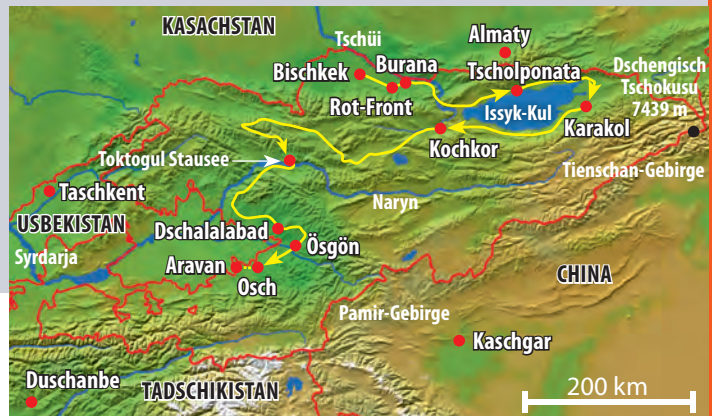 KASACHSTAN
Tschüi
Almaty
Bischkek
Burana
Tscholponata
Dschengisch
Tschokusu
7439 m
Rot-Front
Issyk-Kul
Karakol
Kochkor
Toktogul Stausee
Tienschan-Gebirge
Taschkent
Naryn
USBEKISTAN
Dschalalabad
Ösgön
Syrdarja
Aravan
Osch
CHINA
Pamir-Gebirge
Kaschgar
Duschanbe
TADSCHIKISTAN
200 km